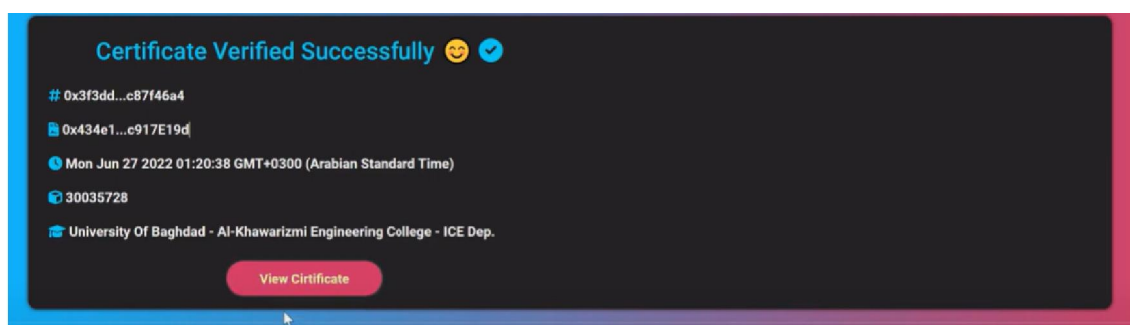 Certificate Verified Successfully 😊
# 0x3f3dd...c87f46a4
0x434e1...c917E19d
Mon Jun 27 2022 01:20:38 GMT+0300 (Arabian Standard Time)
30035728
University Of Baghdad - Al-Khawarizmi Engineering College - ICE Dep.
View Cirtificate